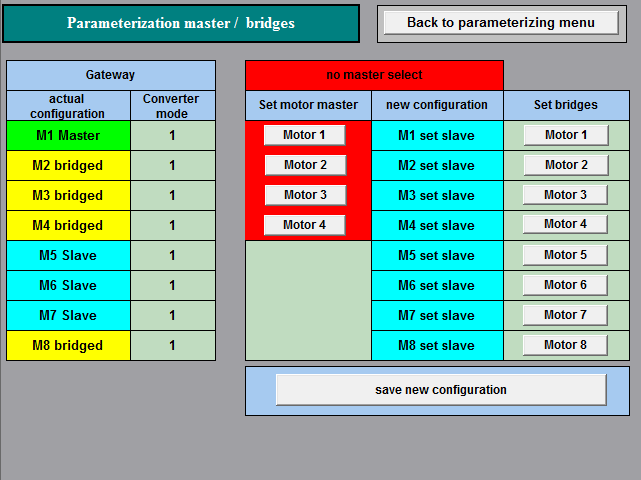 Parameterization master / bridges
Back to parameterizing menu
Gateway
no master select
actual configuration
Converter mode
Set motor master
new configuration
Set bridges
M1 Master 1 Motor 1 M1 set slave Motor 1
M2 bridged 1 Motor 2 M2 set slave Motor 2
M3 bridged 1 Motor 3 M3 set slave Motor 3
M4 bridged 1 Motor 4 M4 set slave Motor 4
M5 Slave 1 M5 set slave Motor 5
M6 Slave 1 M6 set slave Motor 6
M7 Slave 1 M7 set slave Motor 7
M8 bridged 1 M8 set slave Motor 8
save new configuration